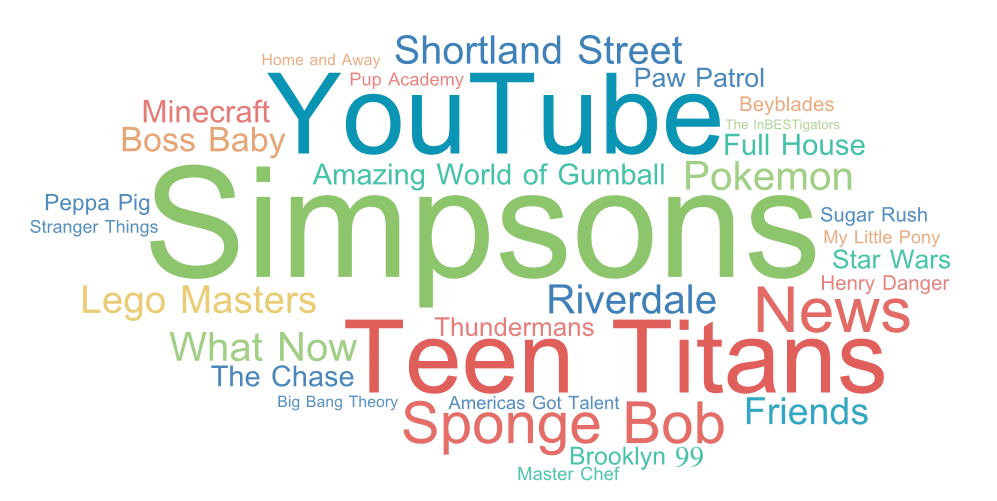 Shortland Street
Home and Away
Pup Academy
Paw Patrol
YouTube
Minecraft
Beyblades
The InBESTigators
Boss Baby
Full House
Amazing World of Gumball
Pokemon
Simpsons
Peppa Pig
Stranger Things
Sugar Rush
My Little Pony
Star Wars
Henry Danger
Lego Masters
Riverdale
News
Thundermans
Teen Titans
What Now
The Chase
Big Bang Theory
Americas Got Talent
Friends
Sponge Bob
Brooklyn 99
Master Chef